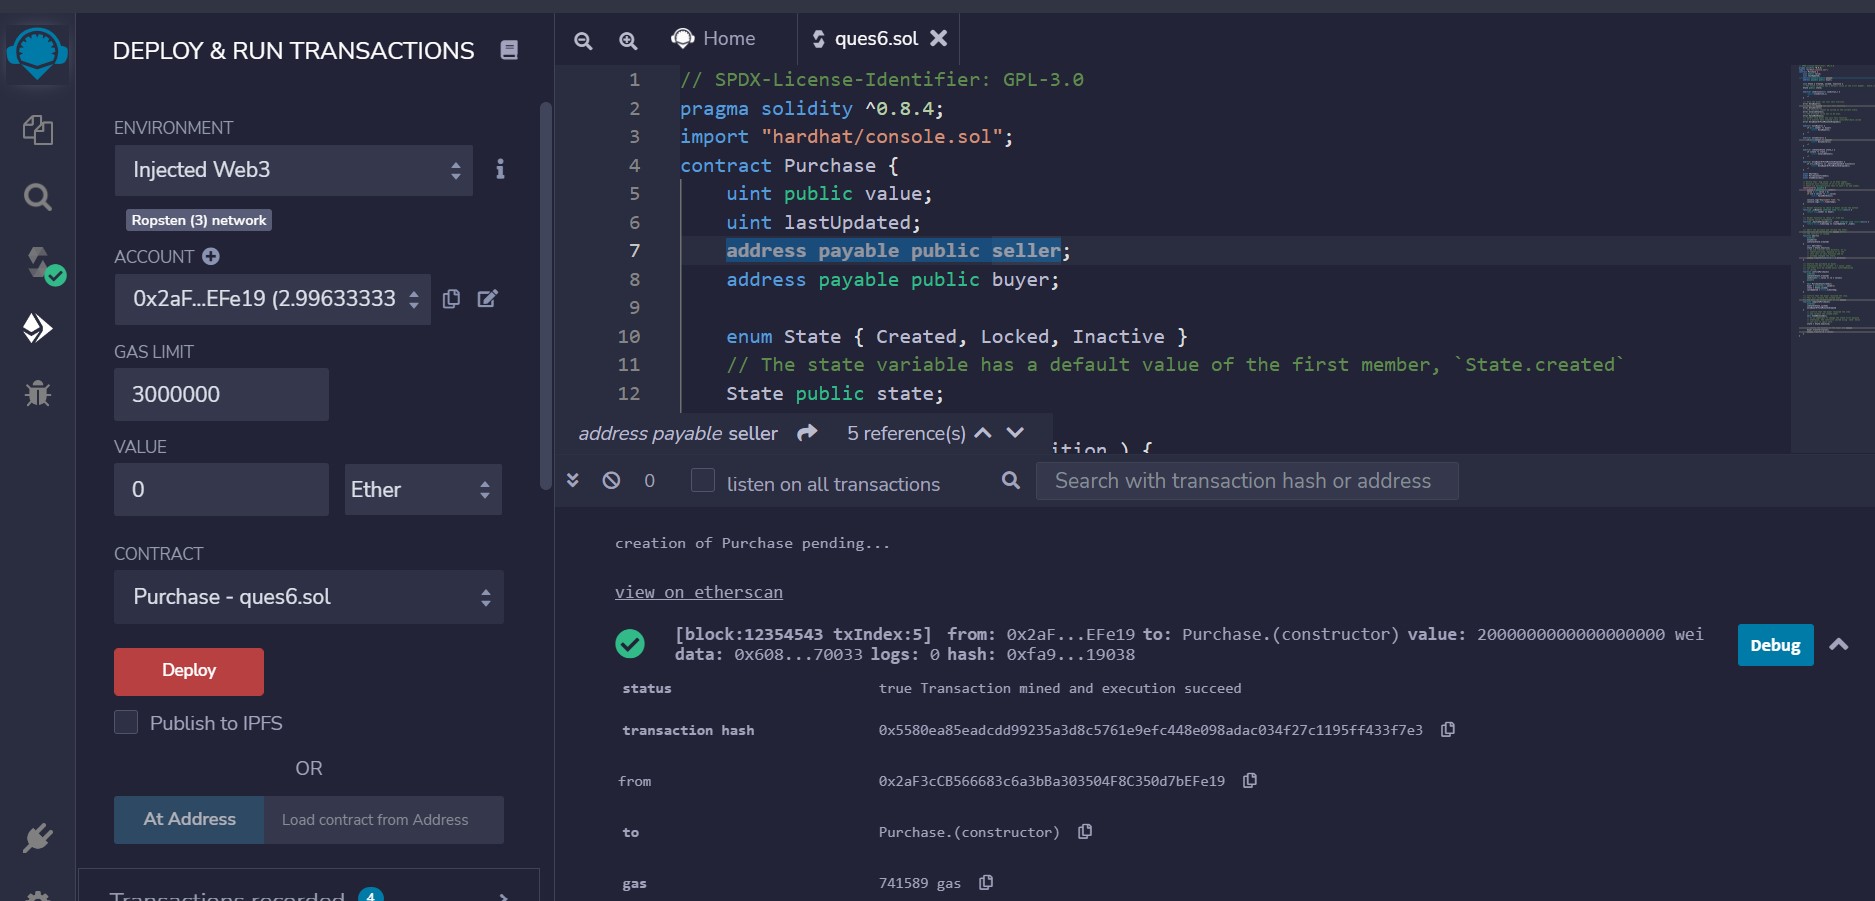 DEPLOY & RUN TRANSACTIONS
ENVIRONMENT
Injected Web3
Ropsten (3) network
ACCOUNT
0x2aF...EFe19 (2.99633333
GAS LIMIT
3000000
VALUE
0
Ether
CONTRACT
Purchase - ques6.sol
Deploy
Publish to IPFS
OR
At Address
Load contract from Address
Transactions recorded 4
Home
ques6.sol
1 // SPDX-License-Identifier: GPL-3.0
2 pragma solidity ^0.8.4;
3 import "hardhat/console.sol";
4 contract Purchase {
5 uint public value;
6 uint lastUpdated;
7 address payable public seller;
8 address payable public buyer;
9
10 enum State { Created, Locked, Inactive }
11 // The state variable has a default value of the first member, `State.created`
12 State public state;
address payable seller 5 reference(s)
ition ) {
0 listen on all transactions
Search with transaction hash or address
creation of Purchase pending...
view on etherscan
[block:12354543 txIndex:5] from: 0x2aF...EFe19 to: Purchase.(constructor) value: 2000000000000000000 wei
data: 0x608...70033 logs: 0 hash: 0xfa9...19038
Debug
status true Transaction mined and execution succeed
transaction hash 0x5580ea85eadcdd99235a3d8c5761e9efc448e098adac034f27c1195ff433f7e3
from 0x2aF3cCB566683c6a3bBa303504F8C350d7bEFe19
to Purchase.(constructor)
gas 741589 gas